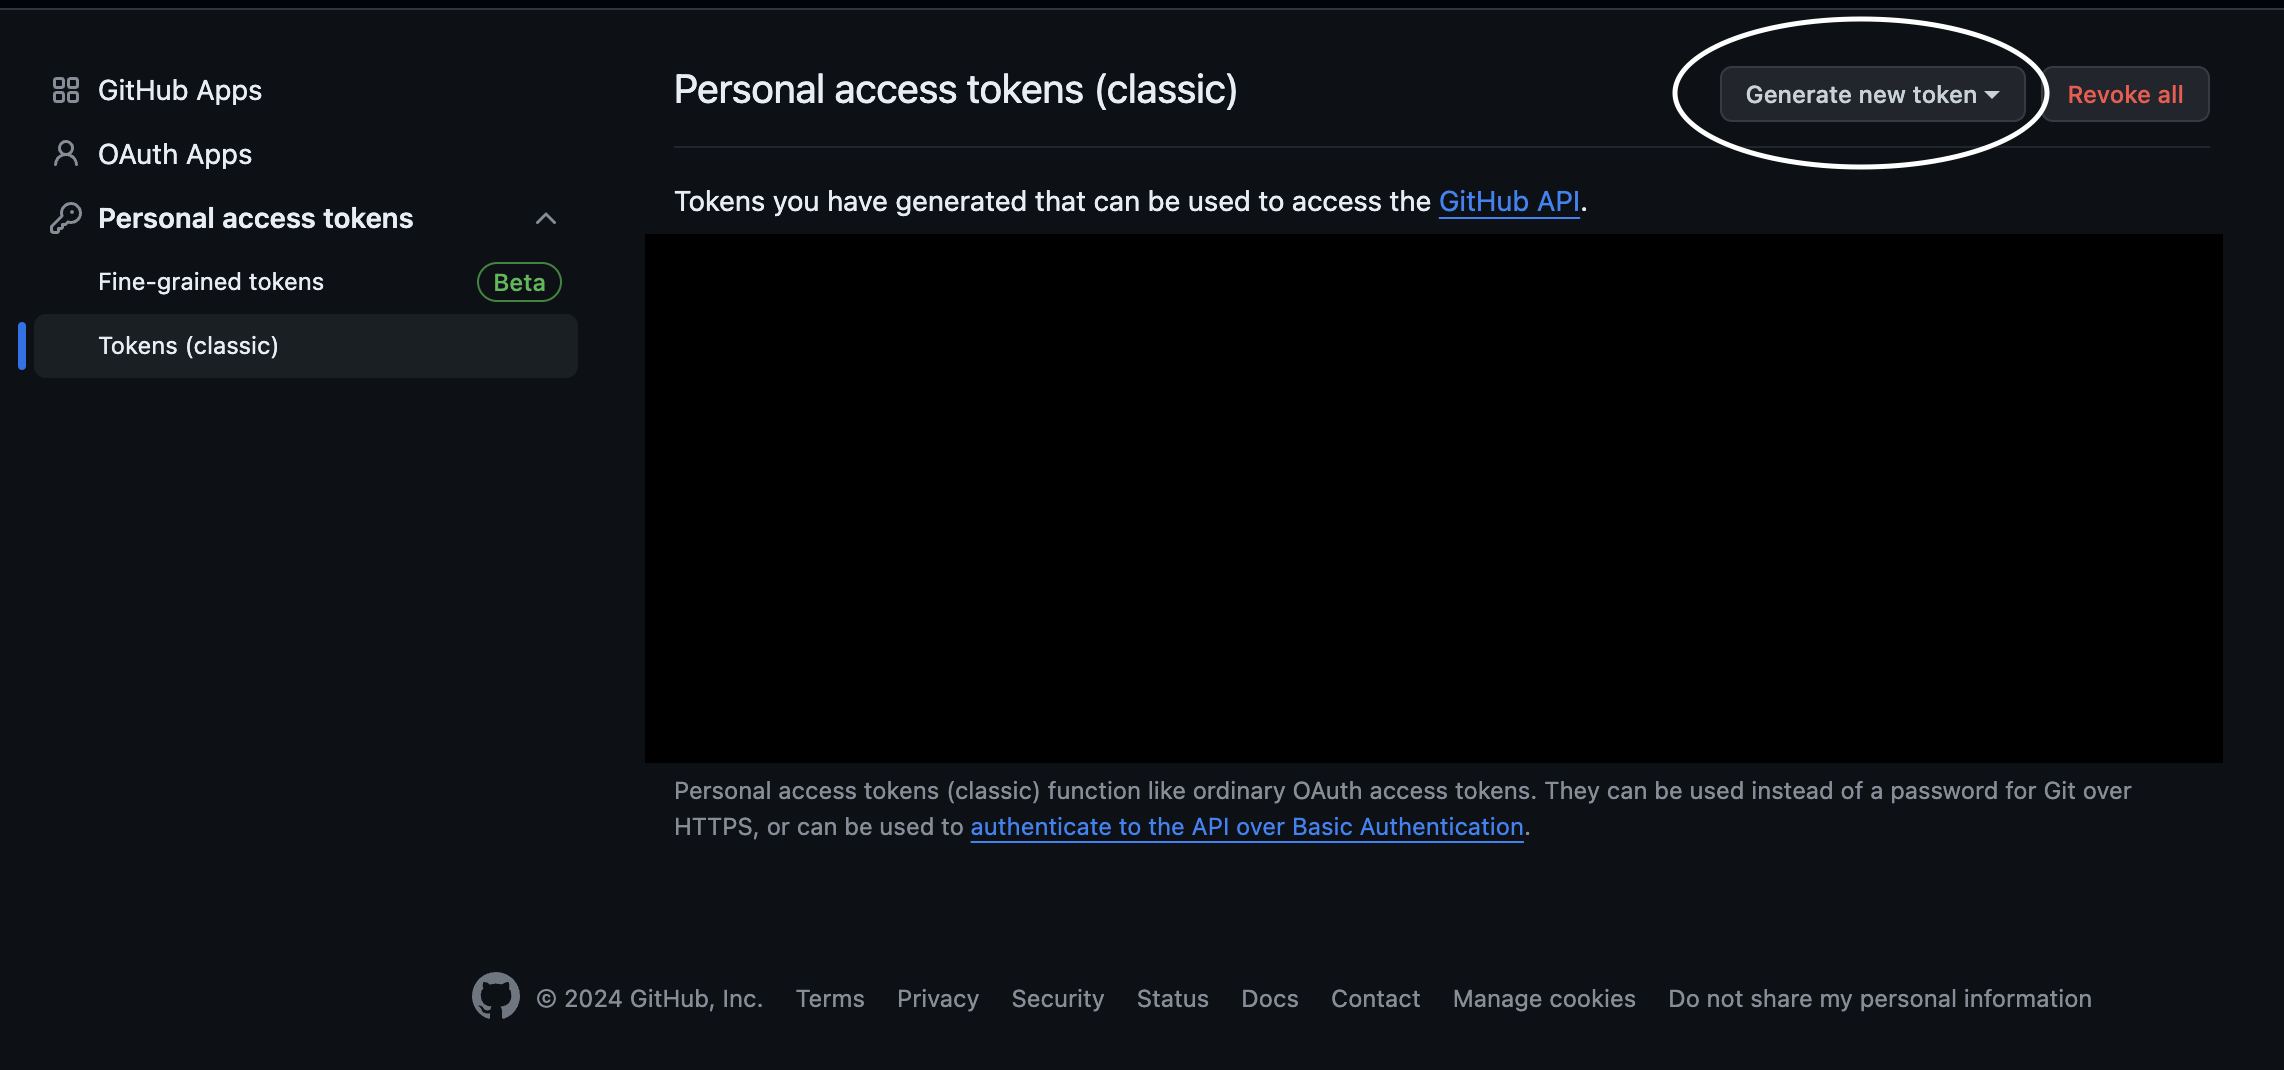 GitHub Apps
OAuth Apps
Personal access tokens
Fine-grained tokens Beta
Tokens (classic)
Personal access tokens (classic)
Generate new token
Revoke all
Tokens you have generated that can be used to access the GitHub API.
Personal access tokens (classic) function like ordinary OAuth access tokens. They can be used instead of a password for Git over
HTTPS, or can be used to authenticate to the API over Basic Authentication.
© 2024 GitHub, Inc. Terms Privacy Security Status Docs Contact Manage cookies Do not share my personal information